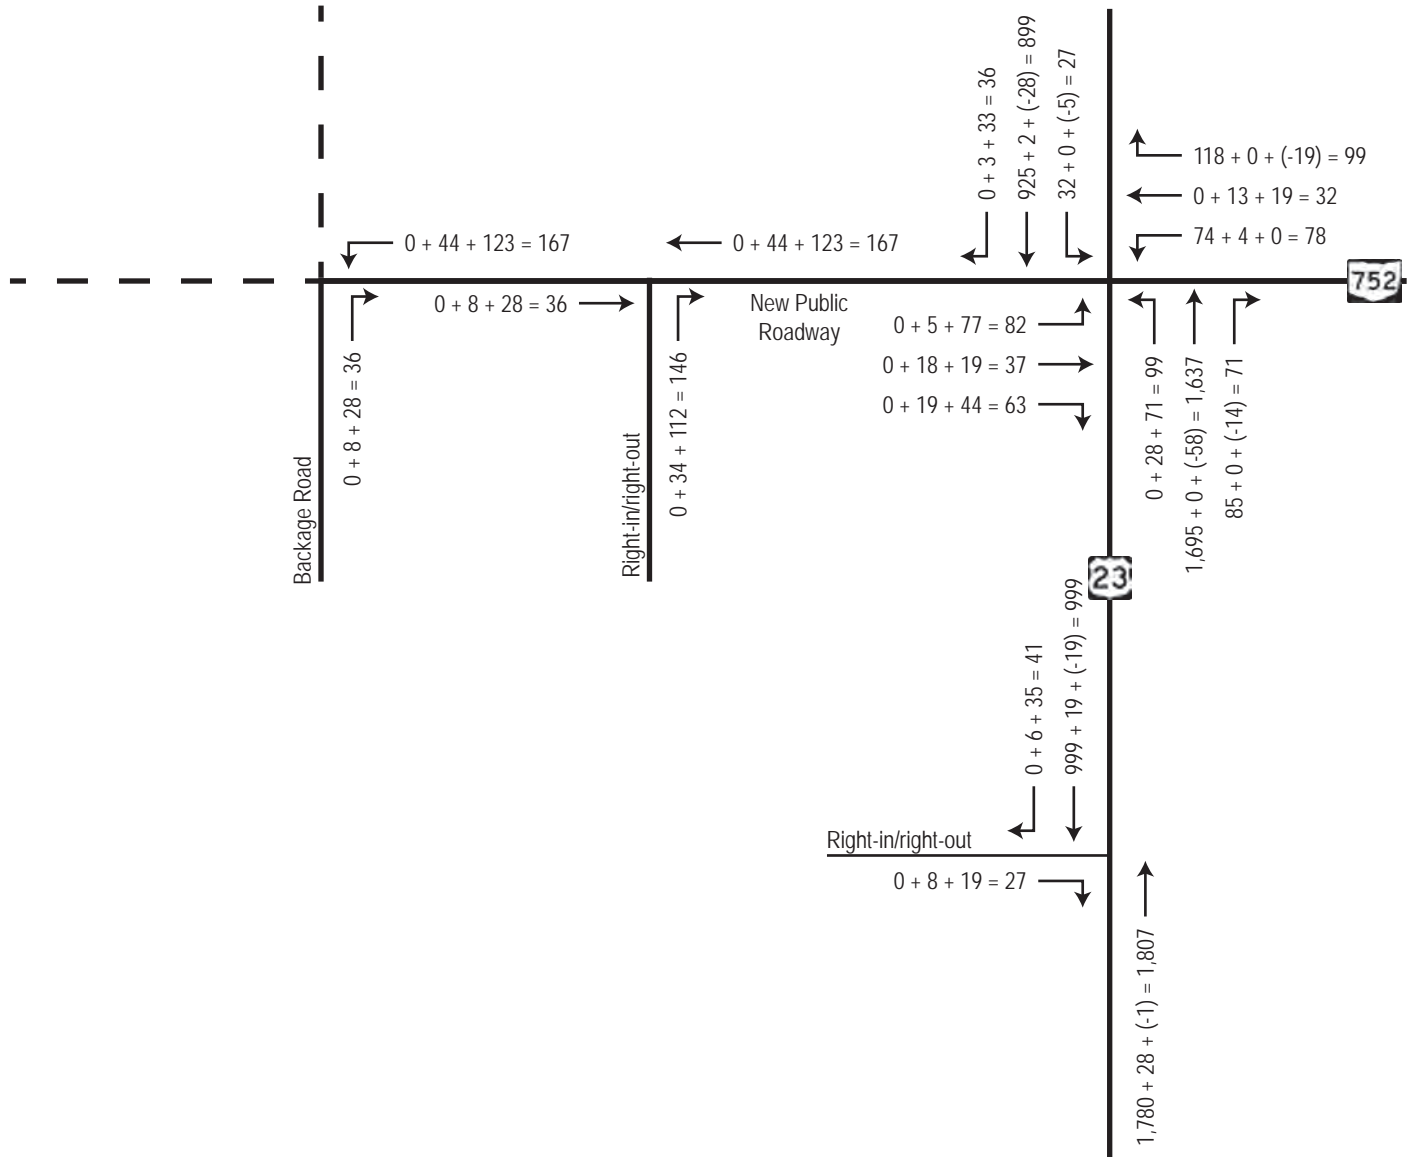 0 + 3 + 33 = 36
925 + 2 + (-28) = 899
32 + 0 + (-5) = 27
118 + 0 + (-19) = 99
0 + 13 + 19 = 32
74 + 4 + 0 = 78
0 + 44 + 123 = 167
0 + 44 + 123 = 167
752
0 + 8 + 28 = 36
New Public
Roadway
0 + 5 + 77 = 82
0 + 18 + 19 = 37
0 + 19 + 44 = 63
0 + 8 + 28 = 36
0 + 34 + 112 = 146
0 + 28 + 71 = 99
1,695 + 0 + (-58) = 1,637
85 + 0 + (-14) = 71
Backage Road
Right-in/right-out
23
0 + 6 + 35 = 41
999 + 19 + (-19) = 999
Right-in/right-out
0 + 8 + 19 = 27
1,780 + 28 + (-1) = 1,807